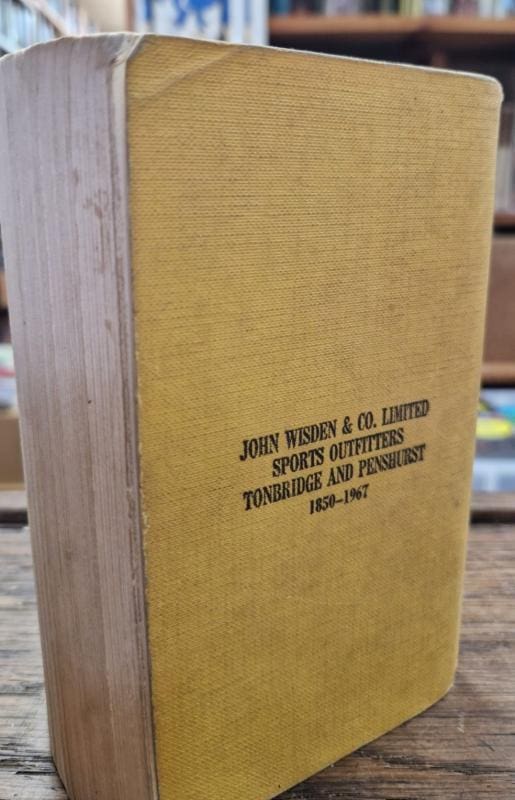 JOHN WISDEN & CO. LIMITED
SPORTS OUTFITTERS
TONBRIDGE AND PENSHURST
1850–1967